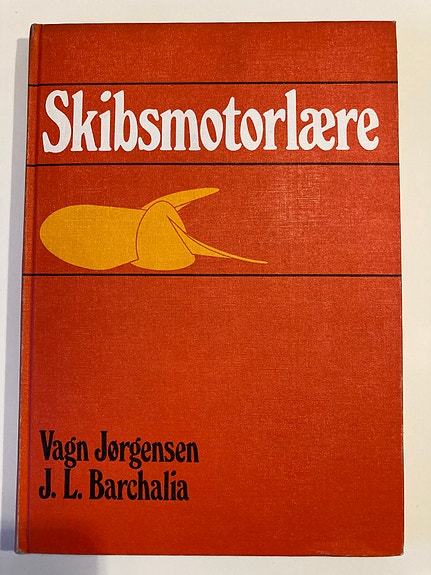 Skibsmotorlære
Vagn Jørgensen
J. L. Barchalia